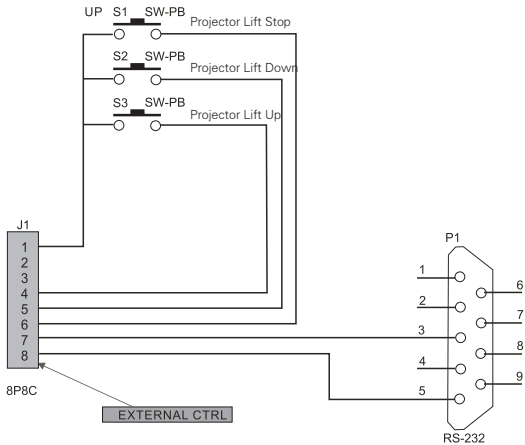 UP S1 SW-PB Projector Lift Stop
S2 SW-PB Projector Lift Down
S3 SW-PB Projector Lift Up
J1
1
2
3
4
5
6
7
8
8P8C
EXTERNAL CTRL
P1
1
6
2
7
3
8
4
9
5
RS-232